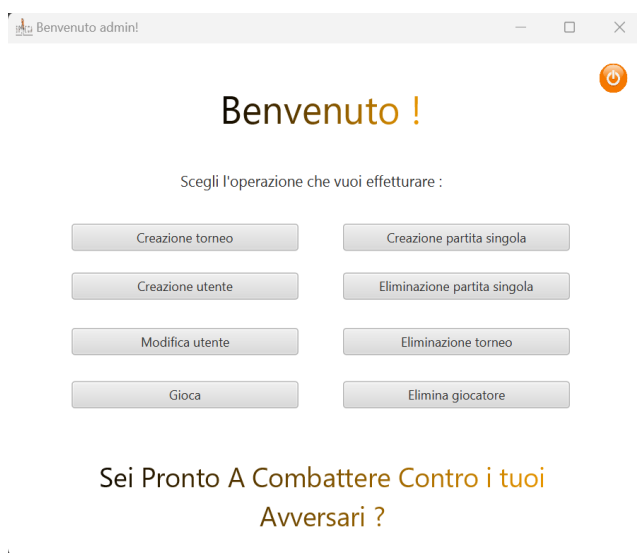 Benvenuto admin!
Benvenuto !
Scegli l'operazione che vuoi effetturare :
Creazione torneo
Creazione partita singola
Creazione utente
Eliminazione partita singola
Modifica utente
Eliminazione torneo
Gioca
Elimina giocatore
Sei Pronto A Combattere Contro i tuoi
Avversari ?